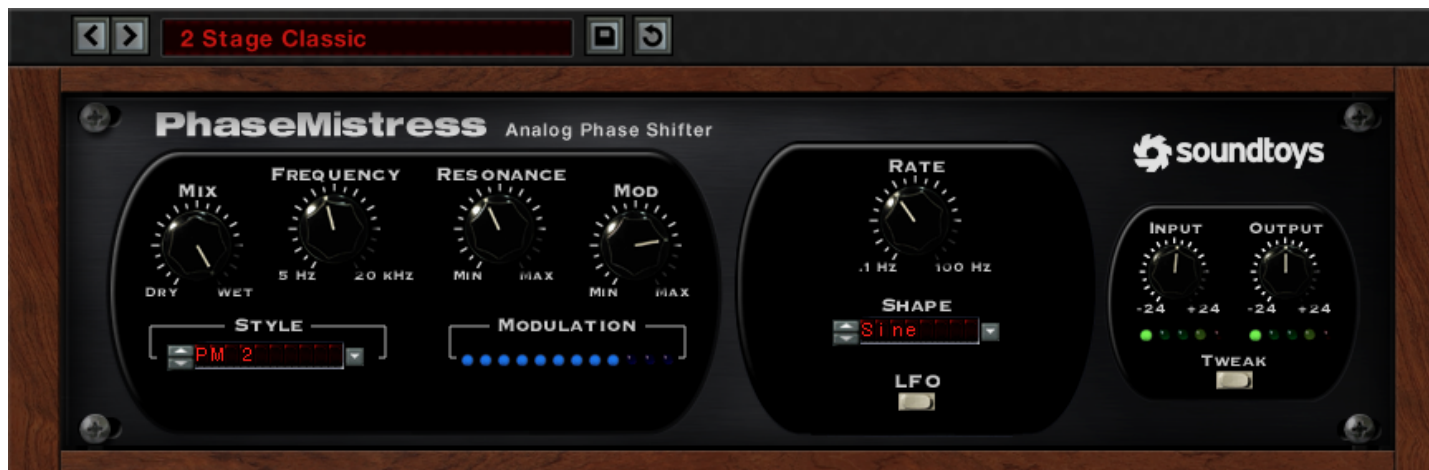 2 Stage Classic
PhaseMistress Analog Phase Shifter
soundtoys
Mix
Dry Wet
Frequency
5 Hz 20 kHz
Resonance
Min Max
Mod
Min Max
Style
PM 2
Modulation
Rate
.1 Hz 100 Hz
Shape
Sine
LFO
Input
-24 +24
Output
-24 +24
Tweak